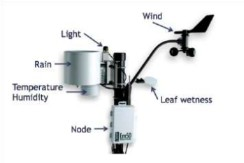 Wind
Light
Rain
Temperature
Humidity
Leaf wetness
Node